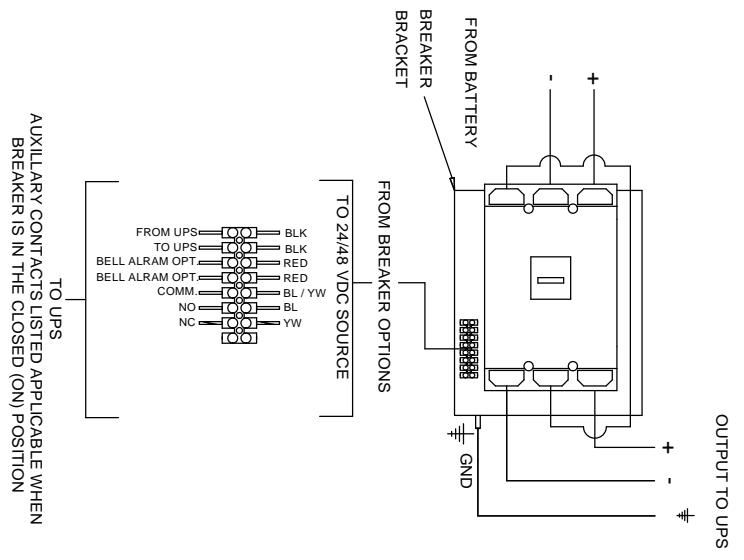 OUTPUT TO UPS
+
-
GND
+
-
FROM BATTERY
BREAKER
BRACKET
FROM BREAKER OPTIONS
TO 24/48 VDC SOURCE
FROM UPS BLK
TO UPS BLK
BELL ALRAM OPT. RED
BELL ALRAM OPT. RED
COMM. BL / YW
NO BL
NC YW
TO UPS
AUXILLARY CONTACTS LISTED APPLICABLE WHEN
BREAKER IS IN THE CLOSED (ON) POSITION